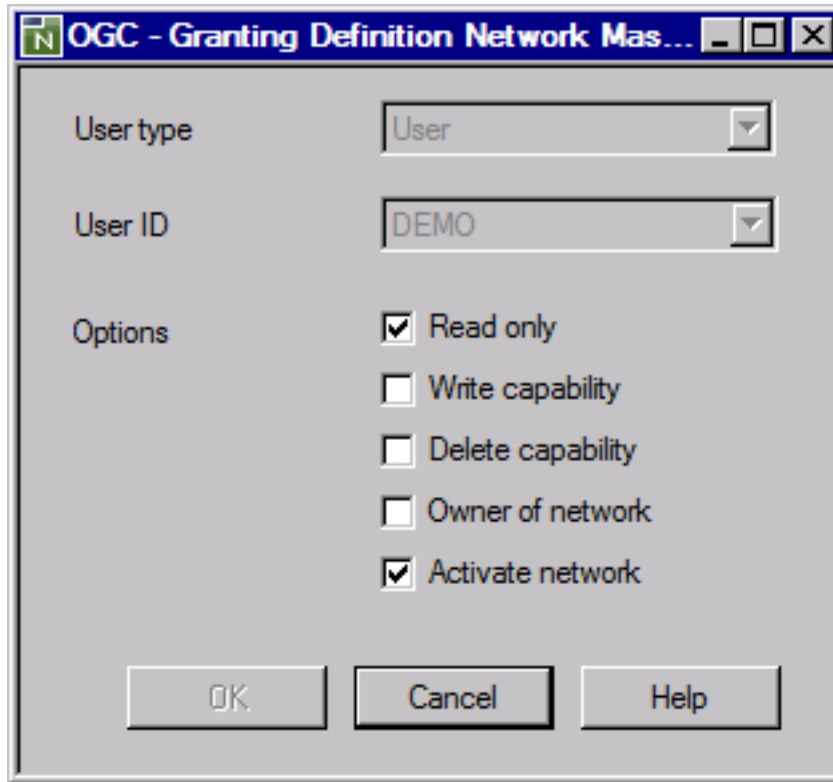 N OGC - Granting Definition Network Mas...
User type User
User ID DEMO
Options Read only
Write capability
Delete capability
Owner of network
Activate network
OK Cancel Help